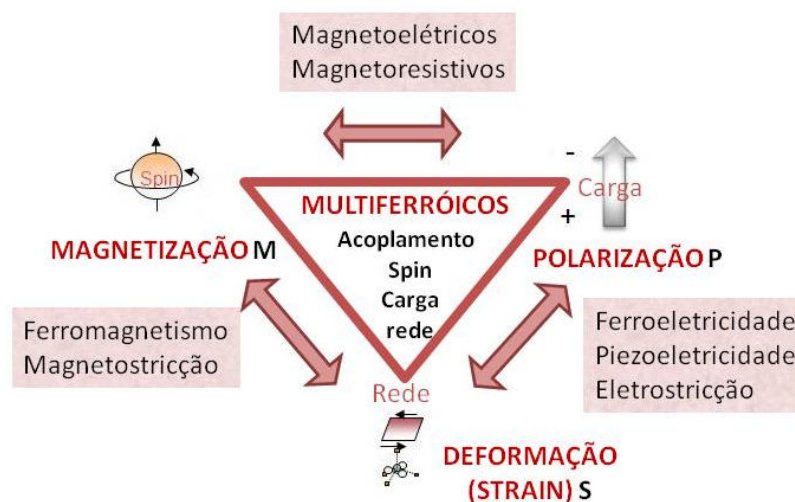 Magnetoelétricos
Magnetoresistivos
Spin
-
Carga
+
MULTIFERRÓICOS
Acoplamento
Spin
Carga
rede
MAGNETIZAÇÃO M
POLARIZAÇÃO P
Ferromagnetismo
Magnetostricção
Ferroeletricidade
Piezoeletricidade
Eletrostricção
Rede
DEFORMAÇÃO
(STRAIN) S